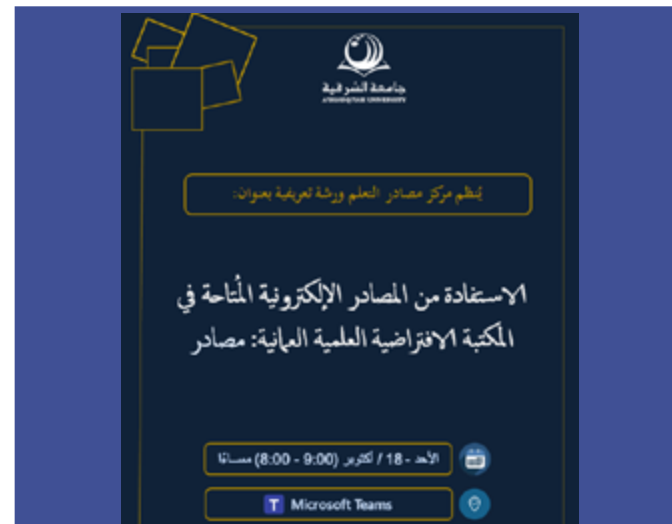 جامعة الشرقية
A'SHARQIYAH UNIVERSITY
يُنظم مركز مصادر التعلم ورشة تعريفية بعنوان:
الاستفادة من المصادر الإلكترونية المُتاحة في
المكتبة الافتراضية العلمية العمانية: مصادر
الأحد - 18 / أكتوبر (9:00 - 8:00) مساءًا
Microsoft Teams